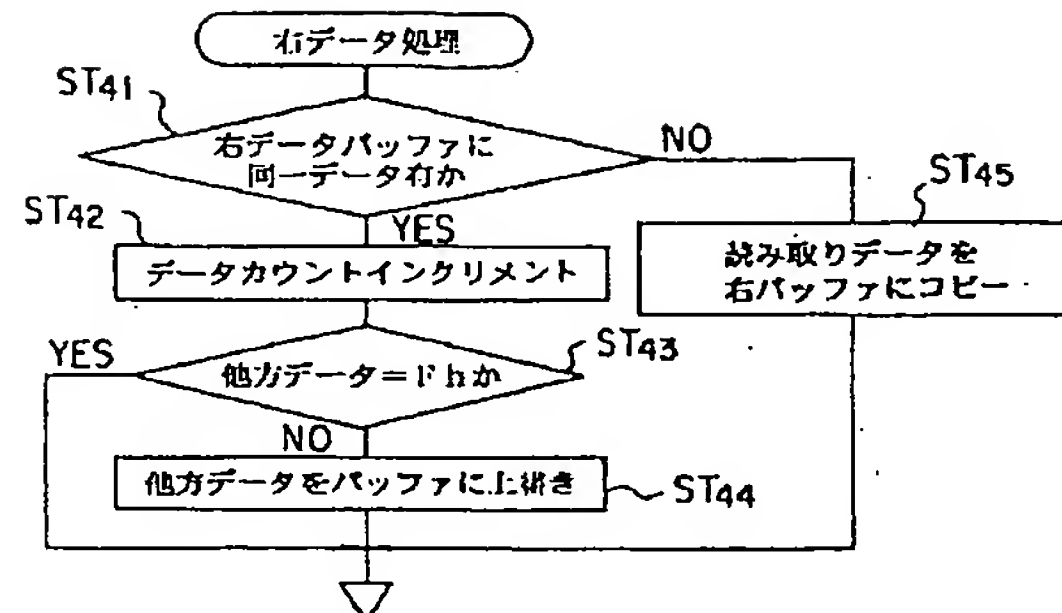 右データ処理
ST41
右データバッファに
同一データ有か
NO
ST45
ST42
YES
データカウントインクリメント
読み取りデータを
右バッファにコピー
YES
ST43
他方データ=Fhか
NO
他方データをバッファに上書き
ST44